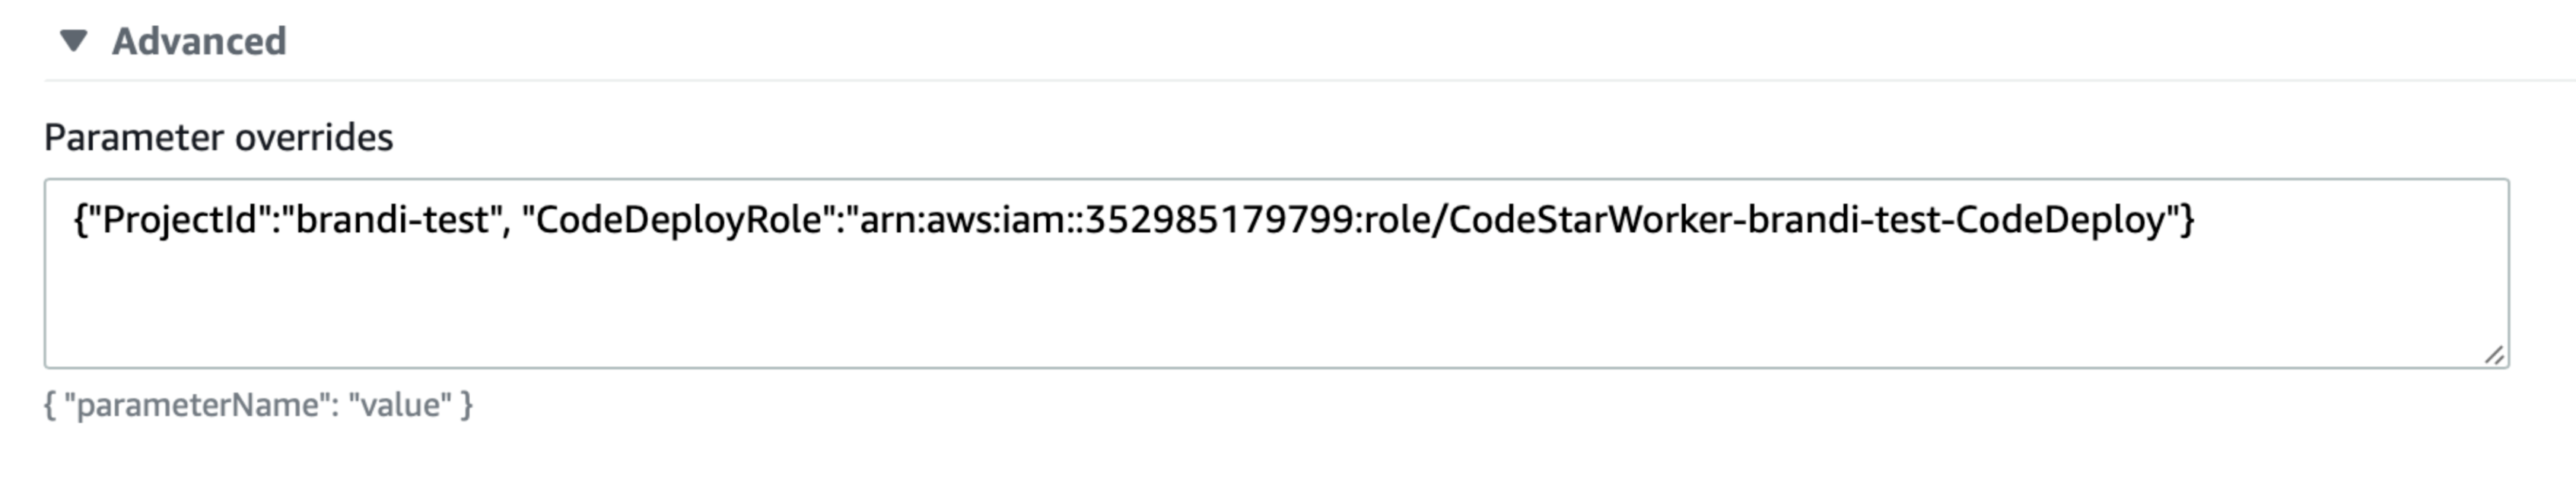 Advanced
Parameter overrides
{"ProjectId":"brandi-test", "CodeDeployRole":"arn:aws:iam::352985179799:role/CodeStarWorker-brandi-test-CodeDeploy"}
{ "parameterName": "value" }